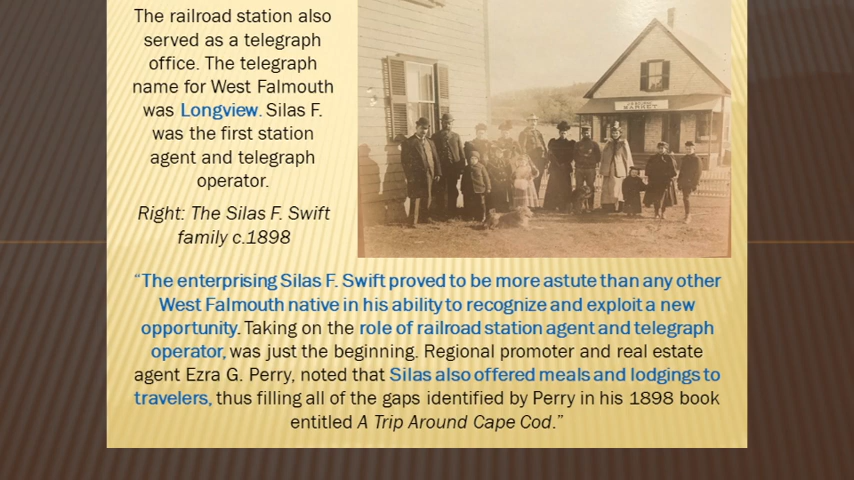 The railroad station also
served as a telegraph
office. The telegraph
name for West Falmouth
was Longview. Silas F.
was the first station
agent and telegraph
operator.
Right: The Silas F. Swift
family c.1898
MARKET
“The enterprising Silas F. Swift proved to be more astute than any other
West Falmouth native in his ability to recognize and exploit a new
opportunity. Taking on the role of railroad station agent and telegraph
operator, was just the beginning. Regional promoter and real estate
agent Ezra G. Perry, noted that Silas also offered meals and lodgings to
travelers, thus filling all of the gaps identified by Perry in his 1898 book
entitled A Trip Around Cape Cod.”